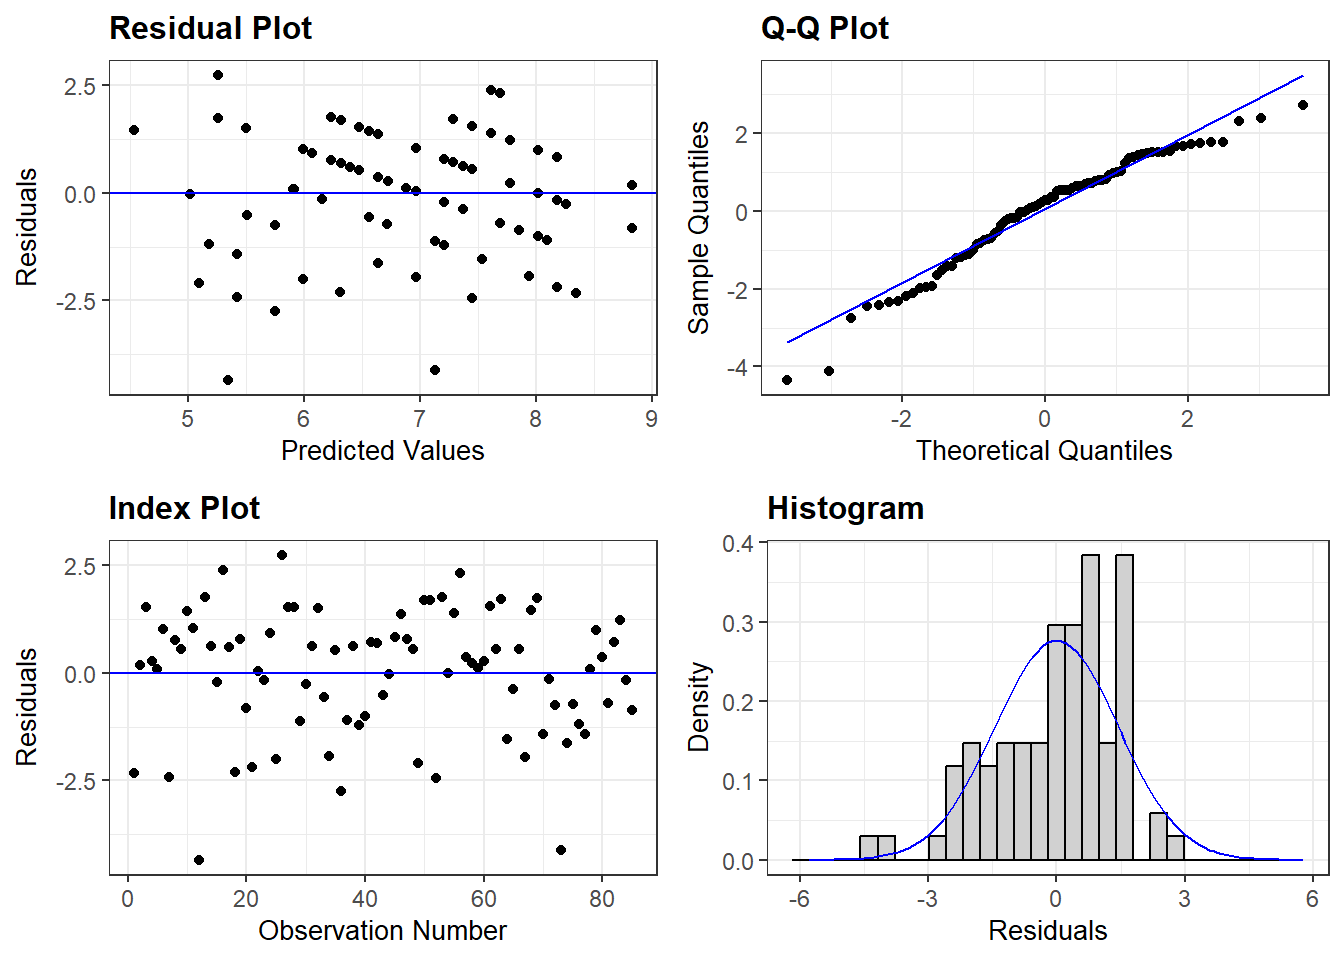 Residual Plot
2.5
0.0
-2.5
Residuals
5 6 7 8 9
Predicted Values
Q-Q Plot
2
0
-2
-4
Sample Quantiles
-2 0 2
Theoretical Quantiles
Index Plot
2.5
0.0
-2.5
Residuals
0 20 40 60 80
Observation Number
Histogram
0.4
0.3
0.2
0.1
0.0
Density
-6 -3 0 3 6
Residuals